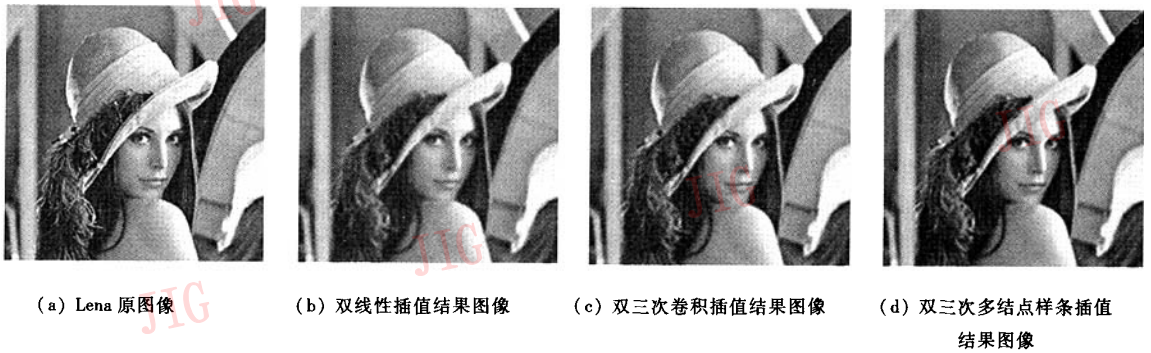 JIG
(a) Lena 原图像
(b) 双线性插值结果图像
(c) 双三次卷积插值结果图像
(d) 双三次多结点样条插值
结果图像
JIG
JIG
JIG
JIG